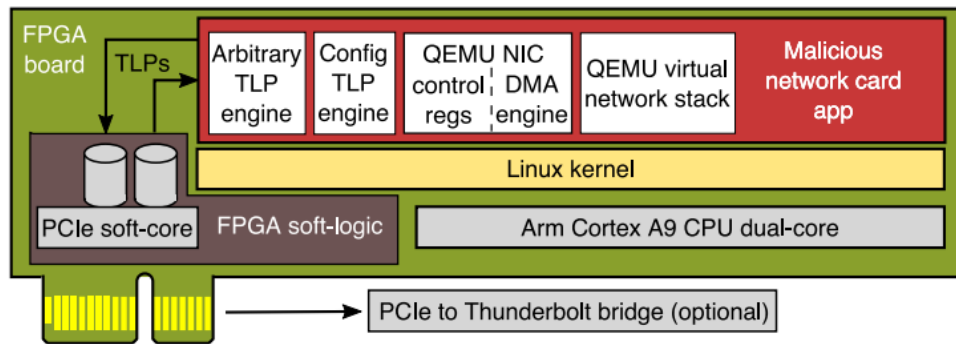 FPGA
board
TLPs
Arbitrary
TLP
engine
Config
TLP
engine
QEMU NIC
control
regs
DMA
engine
QEMU virtual
network stack
Malicious
network card
app
Linux kernel
PCIe soft-core
FPGA soft-logic
Arm Cortex A9 CPU dual-core
PCIe to Thunderbolt bridge (optional)